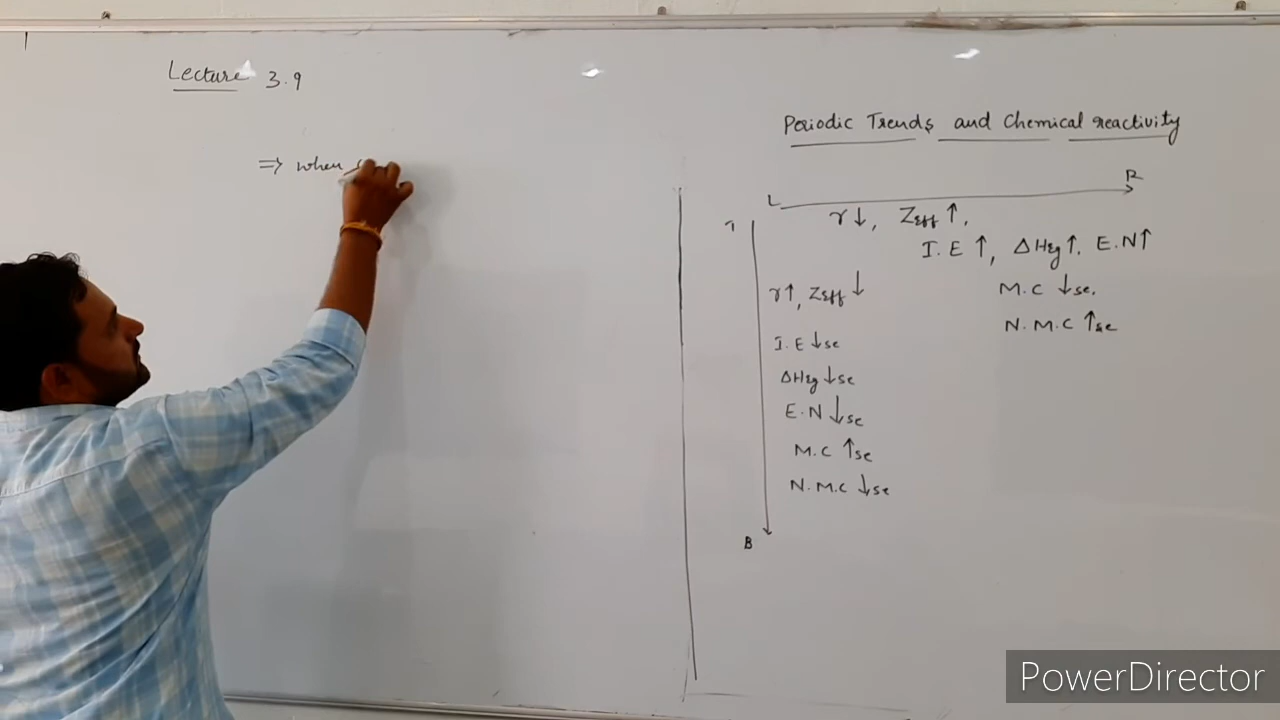 Lecture 3.9
⇒ when
Periodic Trends and Chemical reactivity
L R
r↓, Zeff ↑,
I.E ↑, ΔHeg↑. E.N↑
M.C ↓se.
N.M.C ↑se
T
r↑, Zeff ↓
I.E ↓se
ΔHeg ↓se
E.N ↓se
M.C ↑se
N.M.C ↓se
B
PowerDirector